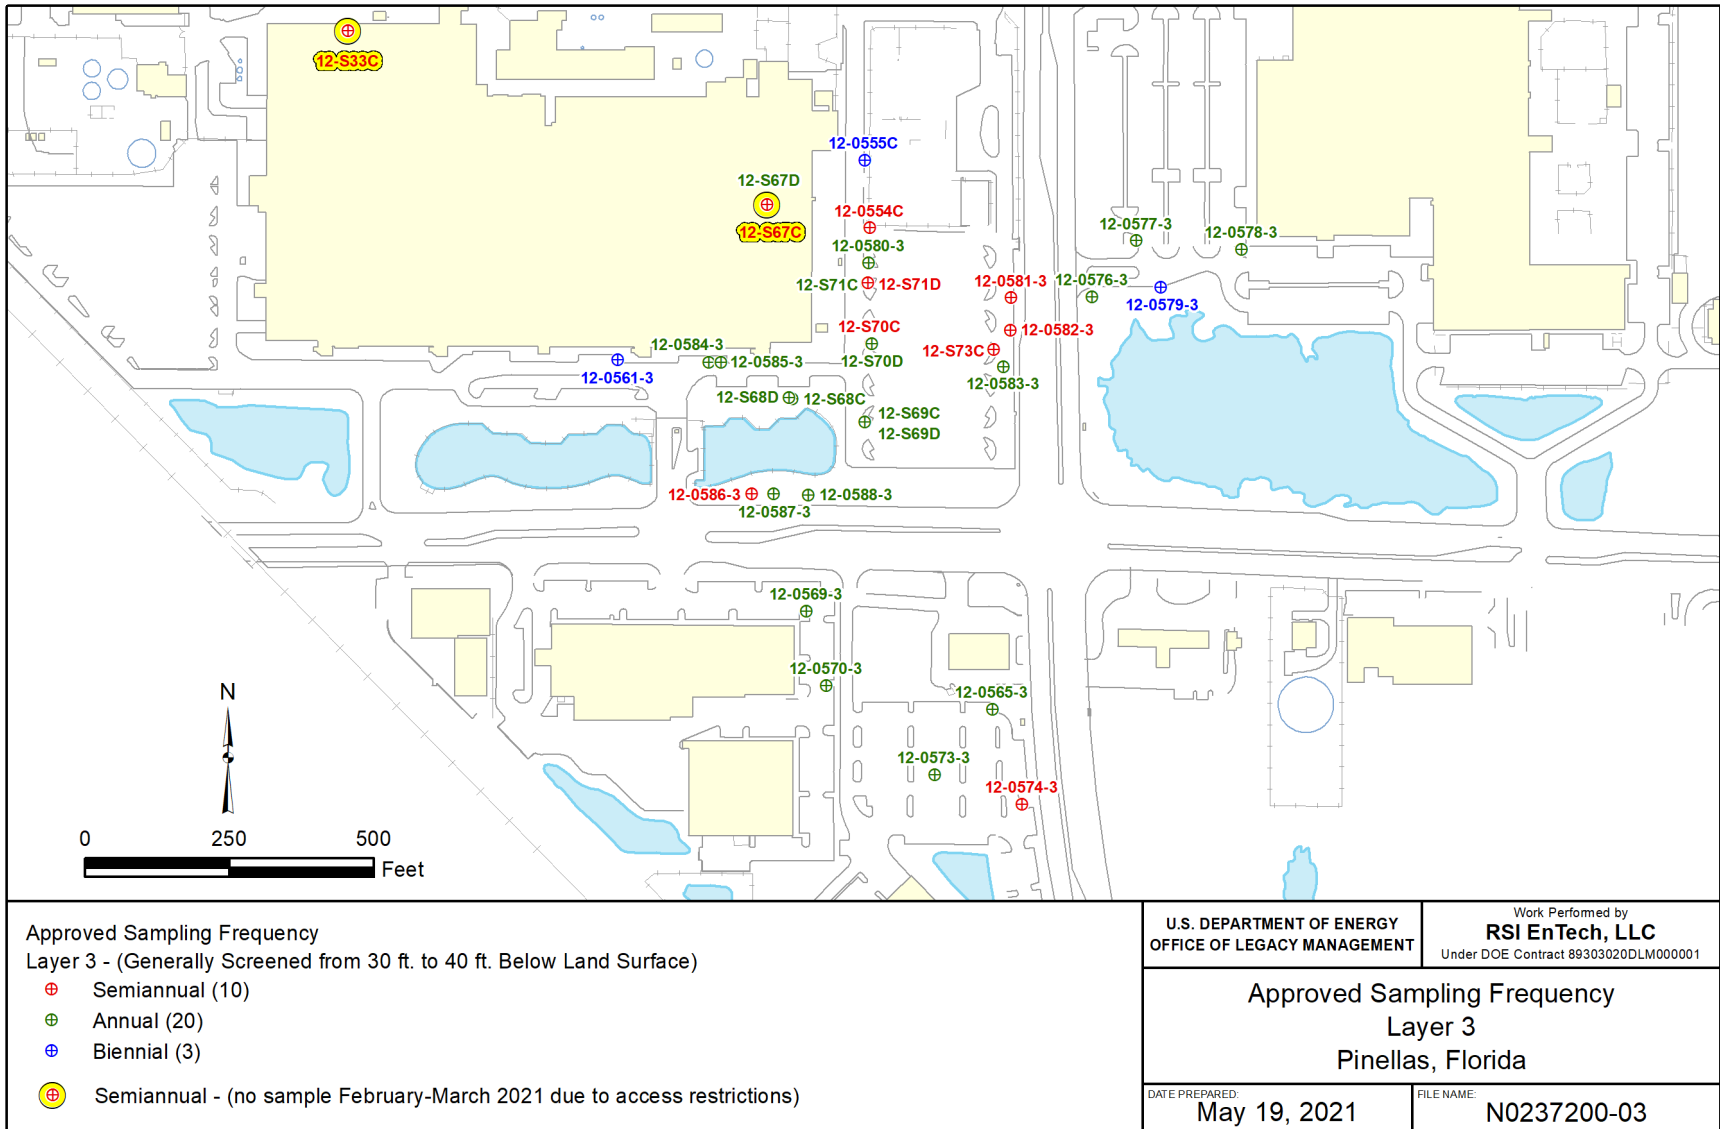 12-S33C
12-0555C
12-S67D
12-S67C
12-0554C
12-0580-3
12-S71C
12-S71D
12-0577-3
12-0578-3
12-0581-3
12-0576-3
12-0579-3
12-S70C
12-0582-3
12-0584-3
12-S73C
12-0585-3
12-S70D
12-0561-3
12-0583-3
12-S68D
12-S68C
12-S69C
12-S69D
12-0586-3
12-0588-3
12-0587-3
12-0569-3
12-0570-3
12-0565-3
12-0573-3
12-0574-3
N
0 250 500
Feet
Approved Sampling Frequency
Layer 3 - (Generally Screened from 30 ft. to 40 ft. Below Land Surface)
Semiannual (10)
Annual (20)
Biennial (3)
Semiannual - (no sample February-March 2021 due to access restrictions)
U.S. DEPARTMENT OF ENERGY
OFFICE OF LEGACY MANAGEMENT
Work Performed by
RSI EnTech, LLC
Under DOE Contract 89303020DLM000001
Approved Sampling Frequency
Layer 3
Pinellas, Florida
DATE PREPARED:
May 19, 2021
FILE NAME:
N0237200-03